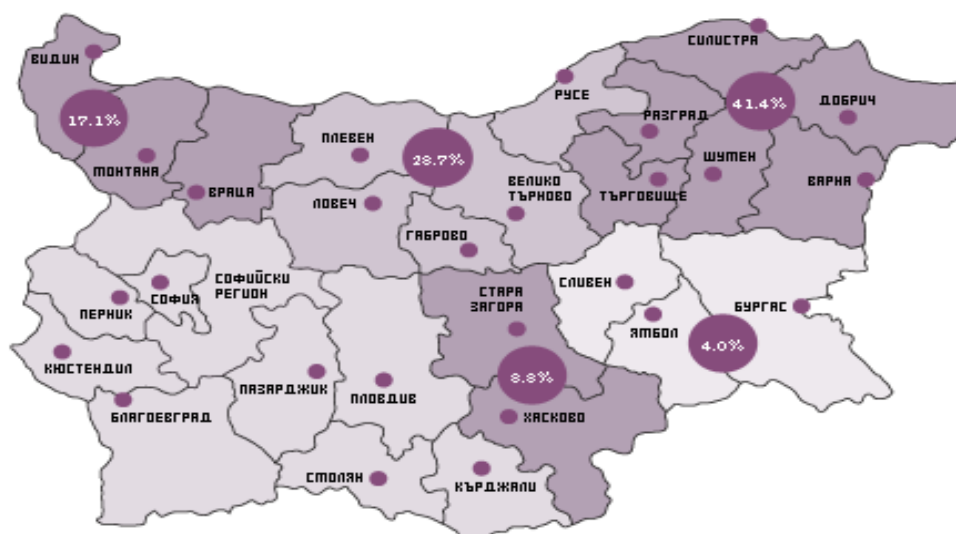 СИЛИСТРА
ВИДИН
РУСЕ
41.4%
ДОБРИЧ
17.1%
РАЗГРАД
ПЛЕВЕН
28.7%
МОНТАНА
ШУМЕН
ВРАЦА
ВЕЛИКО
ТЪРНОВО
ТЪРГОВИЩЕ
ВАРНА
ЛОВЕЧ
ГАБРОВО
СОФИЙСКИ
РЕГИОН
СОФИЯ
СЛИВЕН
СТАРА
ЗАГОРА
БУРГАС
ПЕРНИК
ЯМБОЛ
4.0%
КЮСТЕНДИЛ
ПАЗАРДЖИК
8.8%
ПЛОВДИВ
БЛАГОЕВГРАД
ХАСКОВО
СТОЛЯН
КЪРДЖАЛИ